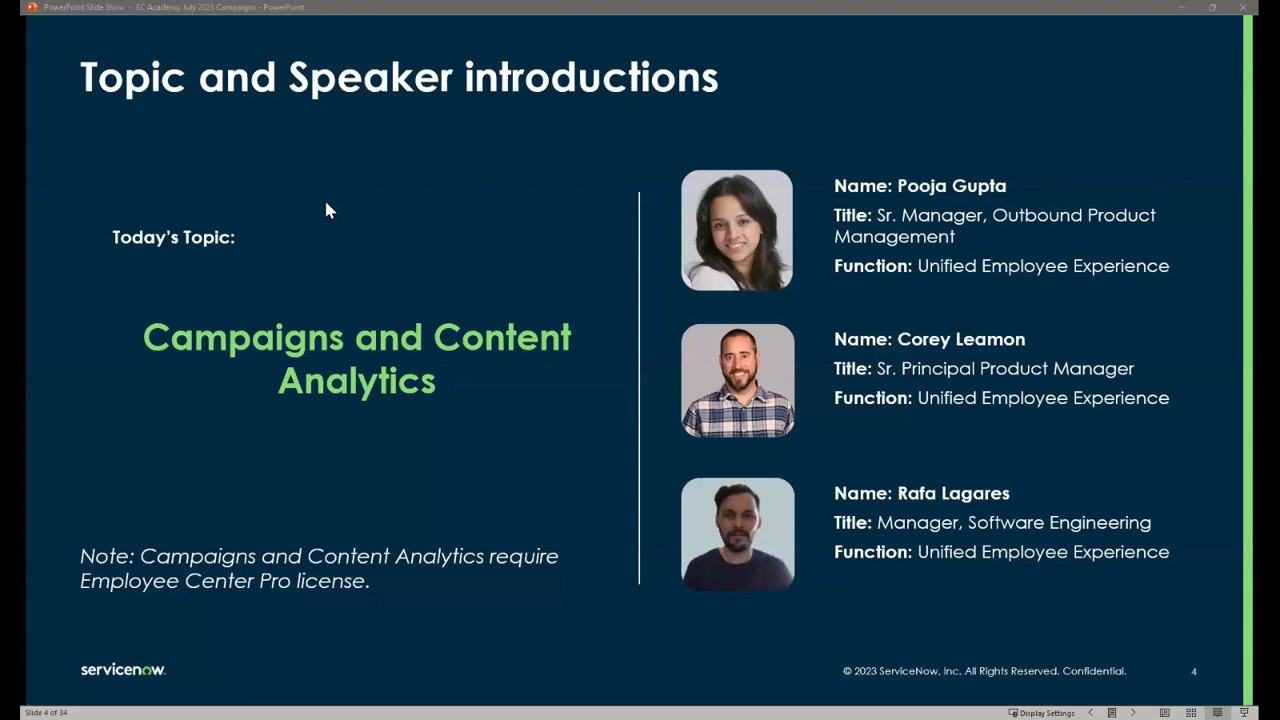 PowerPoint Slide Show - EC Academy July 2023 Campaigns - PowerPoint
Topic and Speaker introductions
Today's Topic:
Campaigns and Content
Analytics
Note: Campaigns and Content Analytics require
Employee Center Pro license.
Name: Pooja Gupta
Title: Sr. Manager, Outbound Product
Management
Function: Unified Employee Experience
Name: Corey Leamon
Title: Sr. Principal Product Manager
Function: Unified Employee Experience
Name: Rafa Lagares
Title: Manager, Software Engineering
Function: Unified Employee Experience
servicenow.
© 2023 ServiceNow, Inc. All Rights Reserved. Confidential.
4
Slide 4 of 34
Display Settings